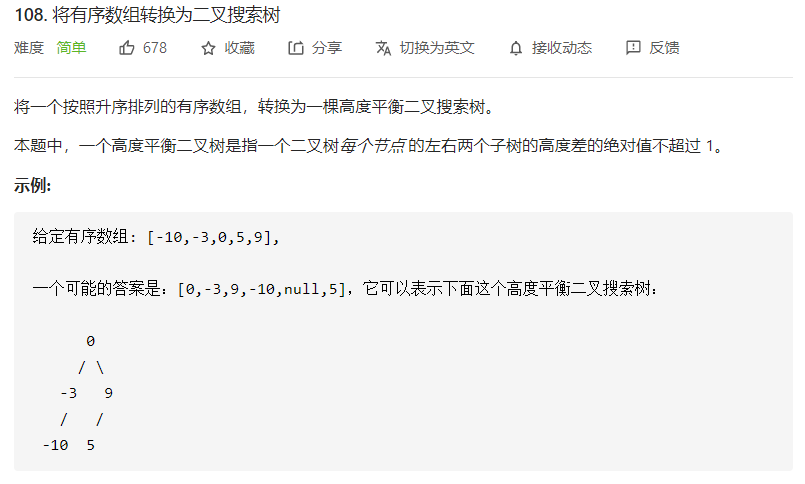 108. 将有序数组转换为二叉搜索树
难度 简单 678 收藏 分享 切换为英文 接收动态 反馈
将一个按照升序排列的有序数组，转换为一棵高度平衡二叉搜索树。
本题中，一个高度平衡二叉树是指一个二叉树每个节点 的左右两个子树的高度差的绝对值不超过 1。
示例:
给定有序数组: [-10,-3,0,5,9],
一个可能的答案是：[0,-3,9,-10,null,5]，它可以表示下面这个高度平衡二叉搜索树：
0
/ \
-3 9
/ /
-10 5